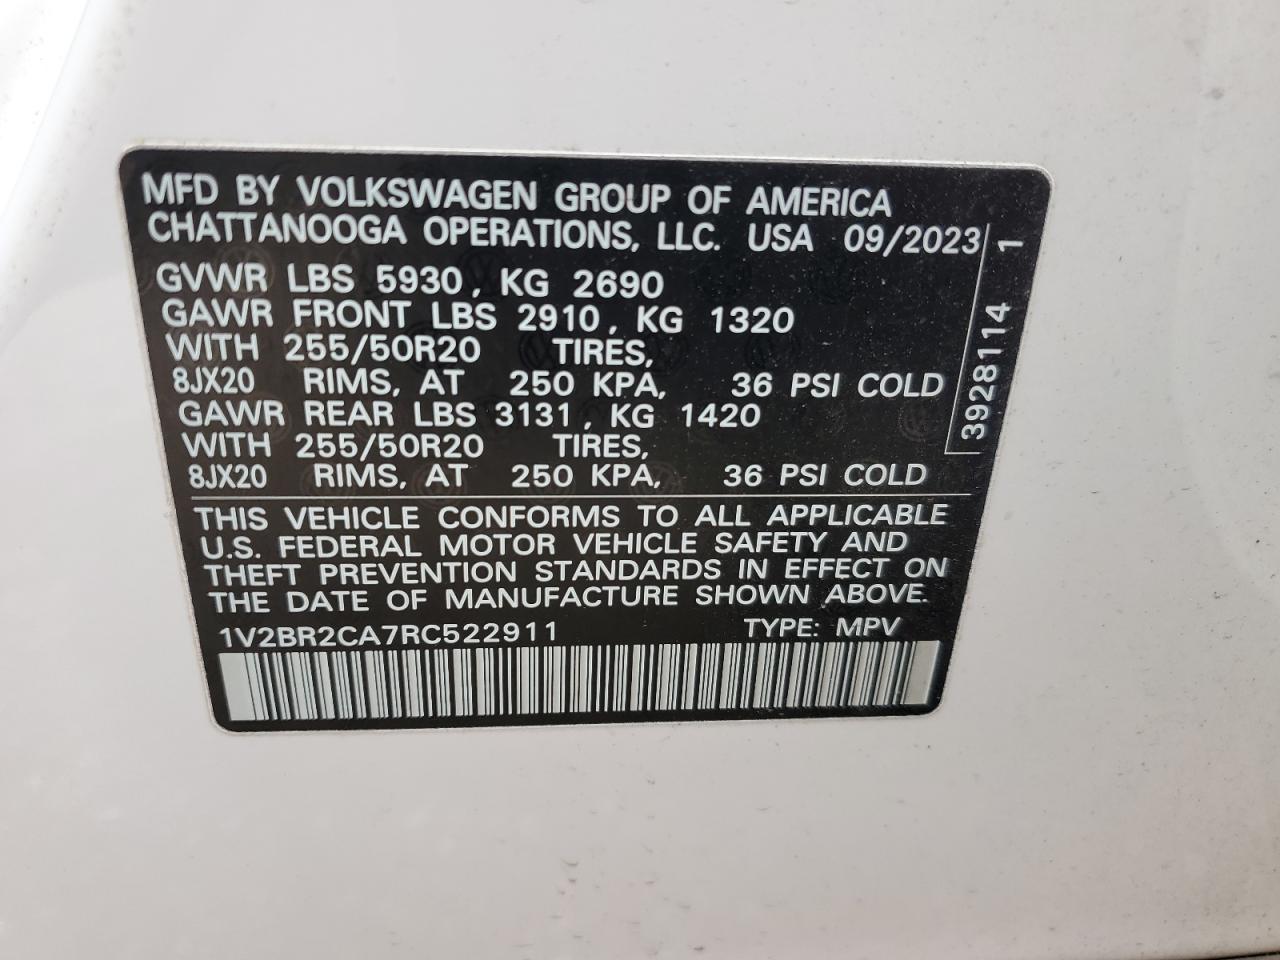 MFD BY VOLKSWAGEN GROUP OF AMERICA
CHATTANOOGA OPERATIONS, LLC. USA 09/2023
GVWR LBS 5930, KG 2690
GAWR FRONT LBS 2910, KG 1320
WITH 255/50R20 TIRES,
8JX20 RIMS, AT 250 KPA, 36 PSI COLD
GAWR REAR LBS 3131, KG 1420
WITH 255/50R20 TIRES,
8JX20 RIMS, AT 250 KPA, 36 PSI COLD
3928114 1
THIS VEHICLE CONFORMS TO ALL APPLICABLE
U.S. FEDERAL MOTOR VEHICLE SAFETY AND
THEFT PREVENTION STANDARDS IN EFFECT ON
THE DATE OF MANUFACTURE SHOWN ABOVE.
1V2BR2CA7RC522911 TYPE: MPV